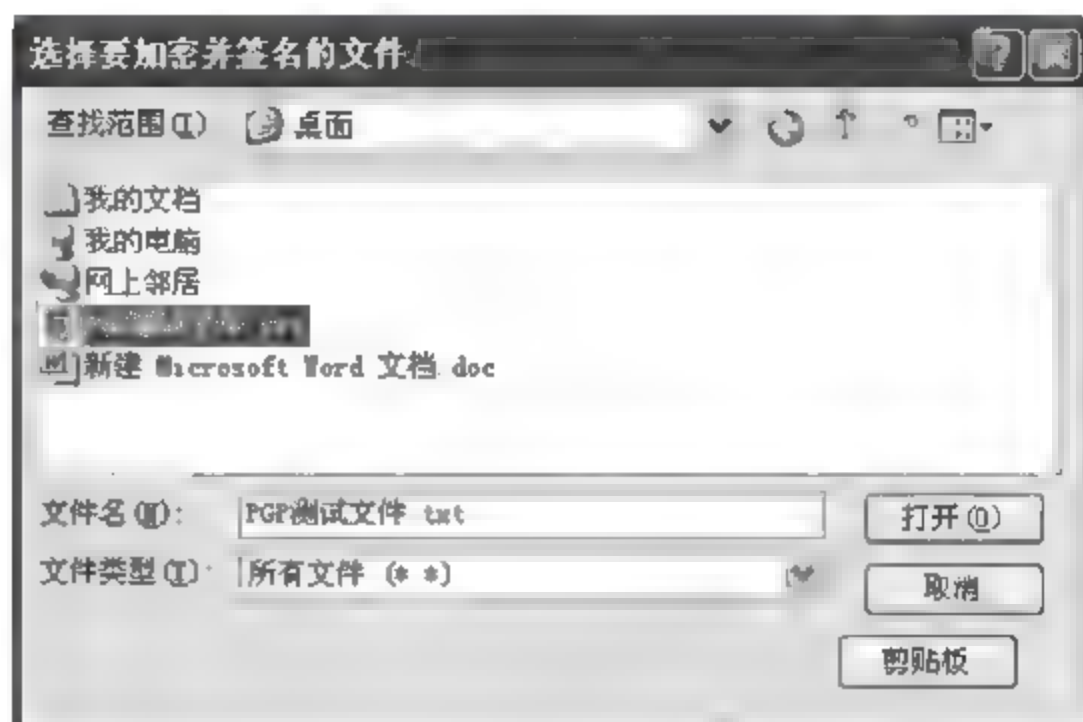 选择要加密并签名的文件
查找范围(I) 桌面
我的文档
我的电脑
网上邻居
新建 Microsoft Word 文档.doc
文件名(N): PGP测试文件 txt 打开(O)
文件类型(T): 所有文件 (* *) 取消
剪贴板